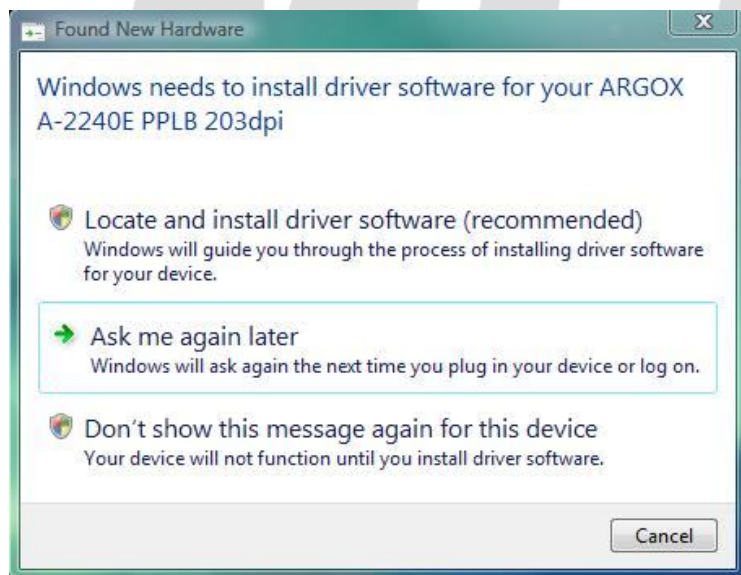 Found New Hardware
Windows needs to install driver software for your ARGOX
A-2240E PPLB 203dpi
Locate and install driver software (recommended)
Windows will guide you through the process of installing driver software
for your device.
Ask me again later
Windows will ask again the next time you plug in your device or log on.
Don't show this message again for this device
Your device will not function until you install driver software.
Cancel